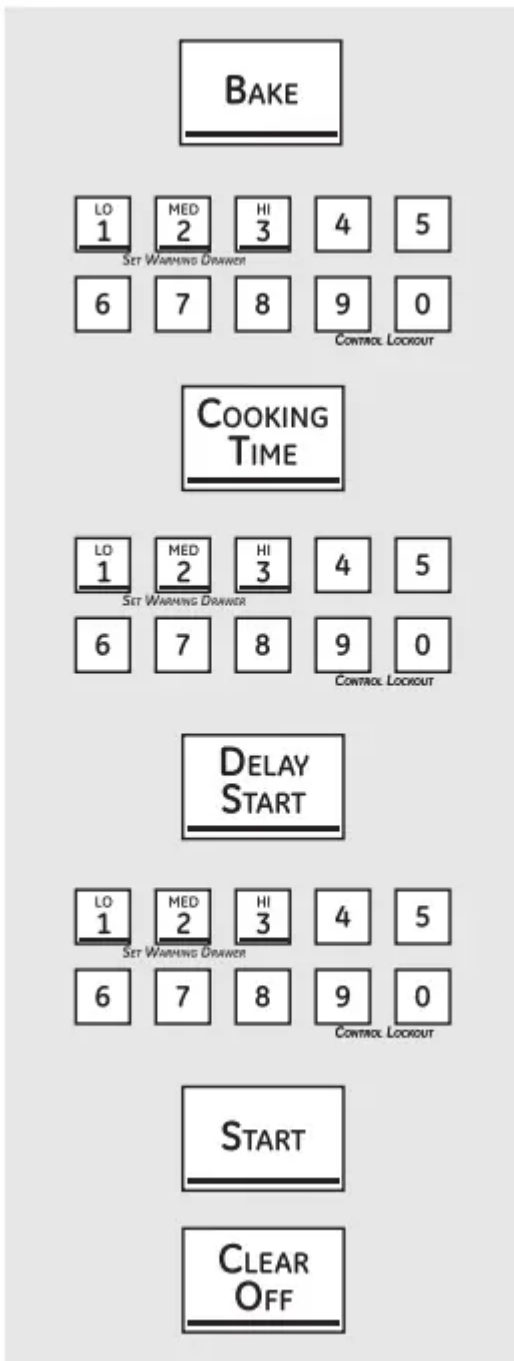 BAKE
LO MED HI
1 2 3 4 5
SET WARMING DRAWER
6 7 8 9 0
CONTROL LOCKOUT
COOKING
TIME
LO MED HI
1 2 3 4 5
SET WARMING DRAWER
6 7 8 9 0
CONTROL LOCKOUT
DELAY
START
LO MED HI
1 2 3 4 5
SET WARMING DRAWER
6 7 8 9 0
CONTROL LOCKOUT
START
CLEAR
OFF